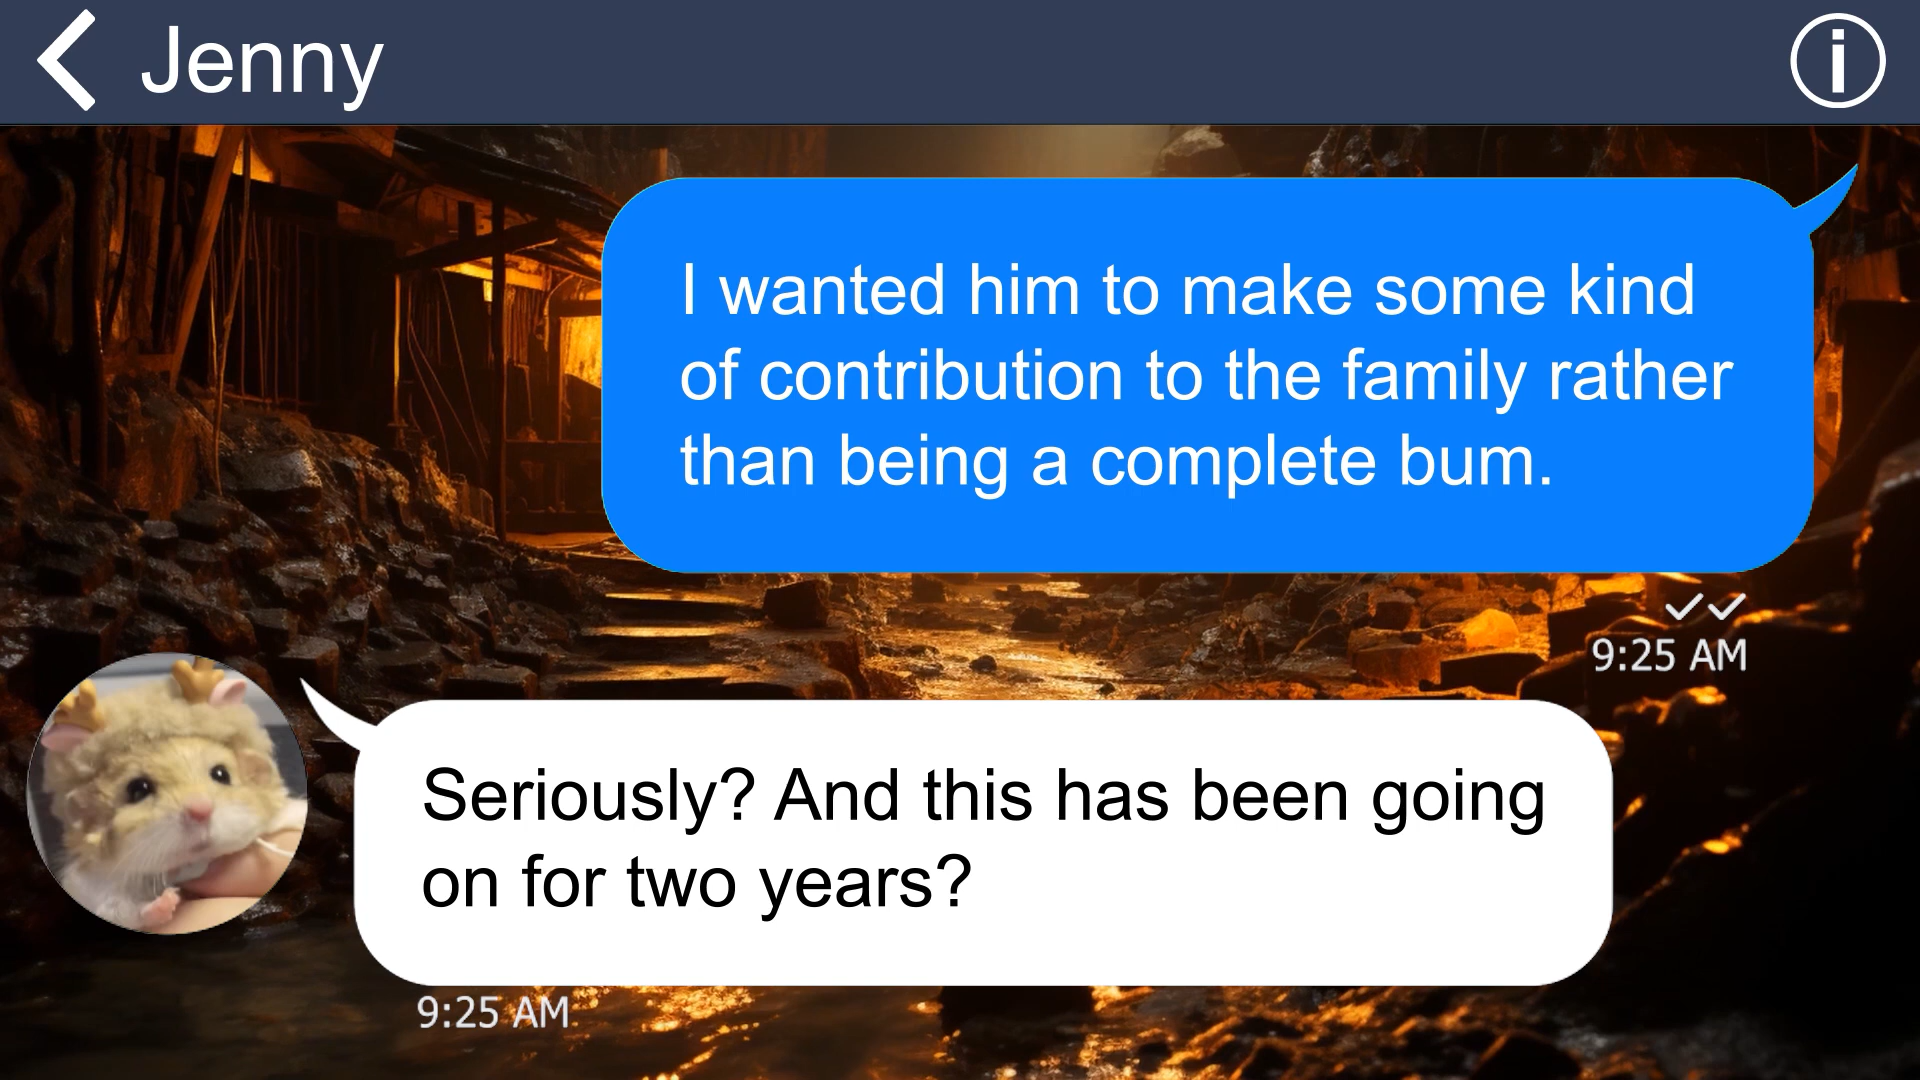 Jenny
I wanted him to make some kind
of contribution to the family rather
than being a complete bum.
9:25 AM
Seriously? And this has been going
on for two years?
9:25 AM